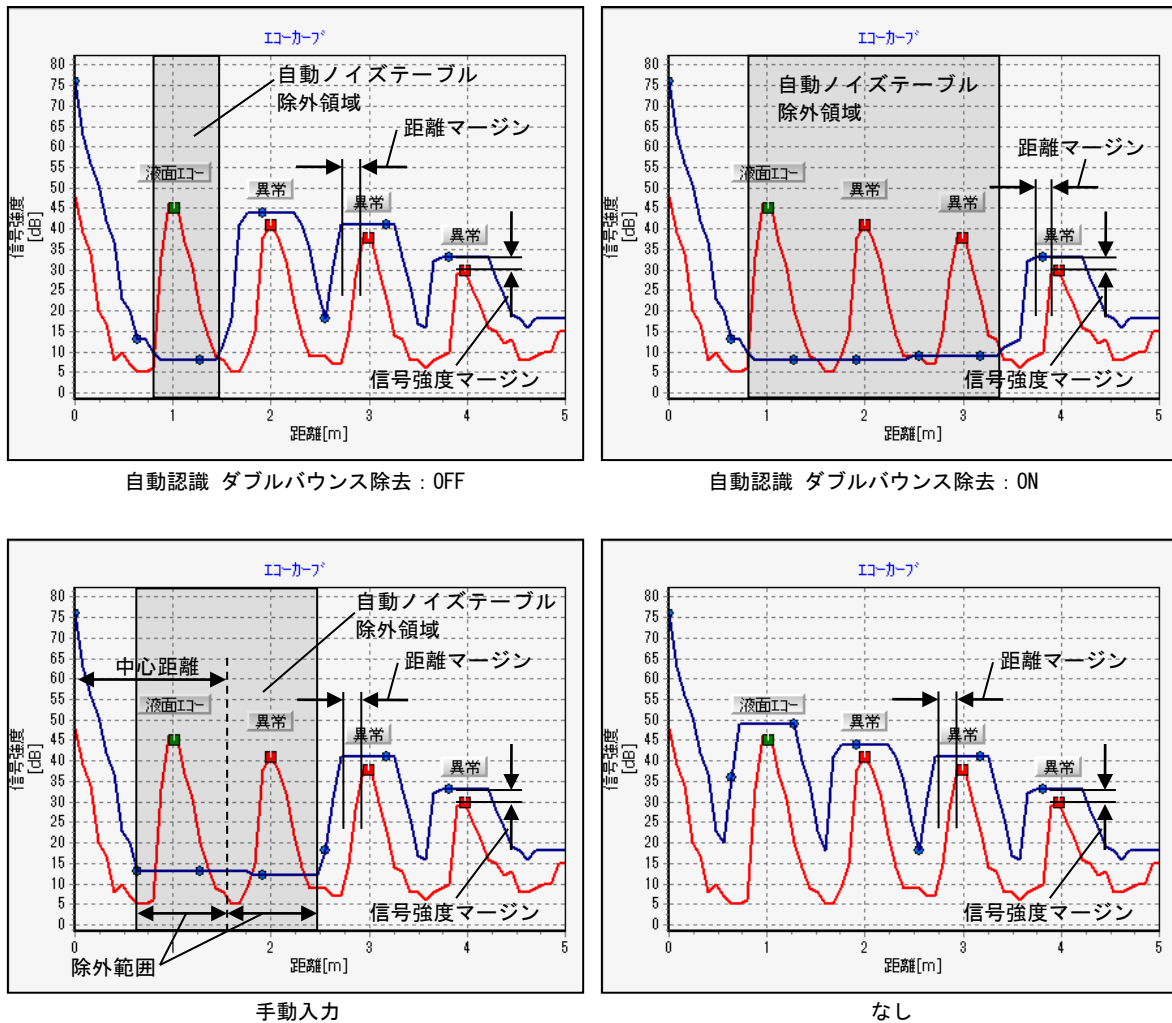 エコーカーブ
信号強度
[dB]
80
75
70
65
60
55
50
45
40
35
30
25
20
15
10
5
0
自動ノイズテーブル
除外領域
距離マージン
液面エコー
異常
異常
異常
信号強度マージン
0
1
2
3
4
5
距離[m]
自動認識 ダブルバウンス除去：OFF
エコーカーブ
信号強度
[dB]
80
75
70
65
60
55
50
45
40
35
30
25
20
15
10
5
0
自動ノイズテーブル
除外領域
距離マージン
液面エコー
異常
異常
異常
信号強度マージン
0
1
2
3
4
5
距離[m]
自動認識 ダブルバウンス除去：ON
エコーカーブ
信号強度
[dB]
80
75
70
65
60
55
50
45
40
35
30
25
20
15
10
5
0
自動ノイズテーブル
除外領域
中心距離
距離マージン
液面エコー
異常
異常
異常
信号強度マージン
0
1
2
3
4
5
除外範囲
距離[m]
手動入力
エコーカーブ
信号強度
[dB]
80
75
70
65
60
55
50
45
40
35
30
25
20
15
10
5
0
距離マージン
液面エコー
異常
異常
異常
信号強度マージン
0
1
2
3
4
5
距離[m]
なし